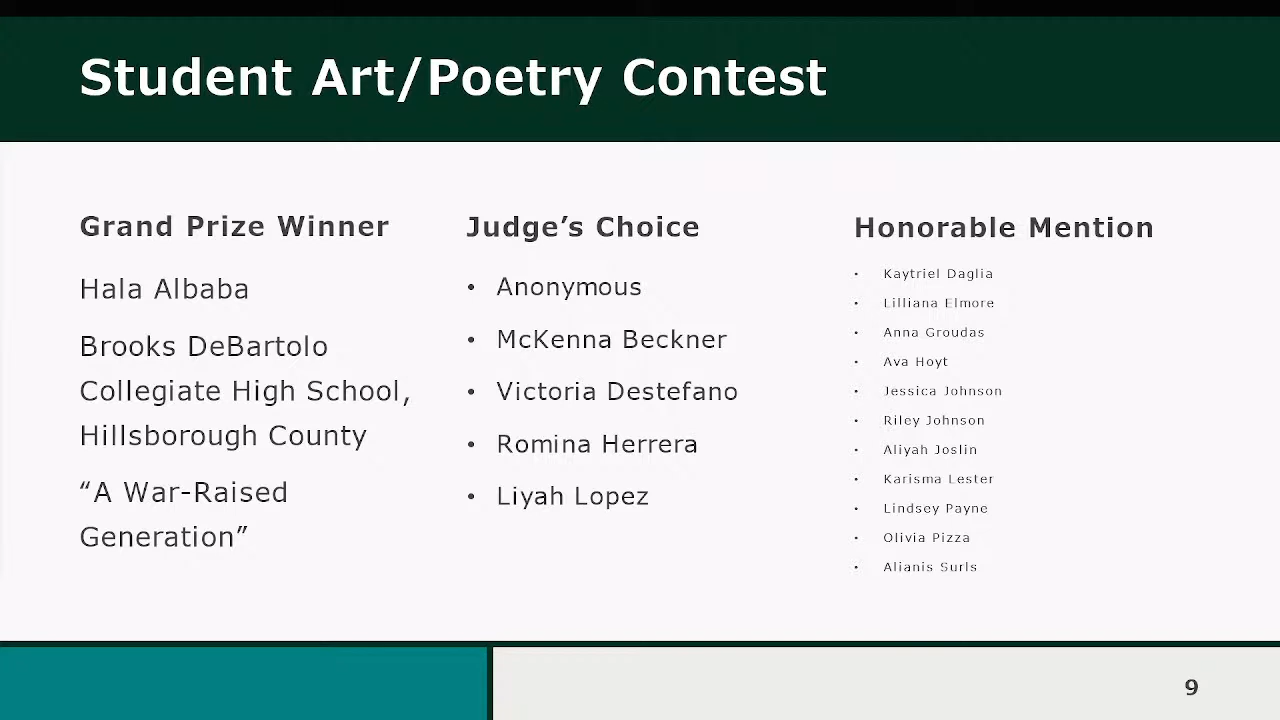 Student Art/Poetry Contest
Grand Prize Winner
Hala Albaba
Brooks DeBartolo
Collegiate High School,
Hillsborough County
“A War-Raised
Generation”
Judge’s Choice
• Anonymous
• McKenna Beckner
• Victoria Destefano
• Romina Herrera
• Liyah Lopez
Honorable Mention
• Kaytriel Daglia
• Lilliana Elmore
• Anna Groudas
• Ava Hoyt
• Jessica Johnson
• Riley Johnson
• Aliyah Joslin
• Karisma Lester
• Lindsey Payne
• Olivia Pizza
• Alianis Surls
9